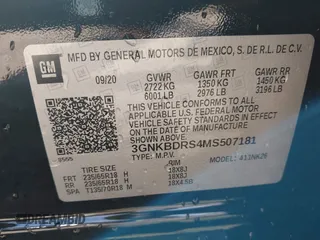 MFD BY GENERAL MOTORS DE MEXICO, S. DE R.L. DE C.V.
GM
09/20
GVWR GAWR FRT GAWR RR
2722 KG 1350 KG 1450 KG
6001 LB 2976 LB 3196 LB
THIS VEHICLE CONFORMS TO ALL
APPLICABLE U.S. FEDERAL MOTOR VEHICLE
SAFETY STANDARDS IN EFFECT ON THE DATE
OF MANUFACTURE SHOWN ABOVE.
3GNKBDRS4MS507181
TYPE: M.P.V. MODEL:
TIRE SIZE RIM
FRT 235/65R18 H 18X8J
RR 235/65R18 H 18X8J
SPA T135/70R18 M 18X4.5B
DREAMBID